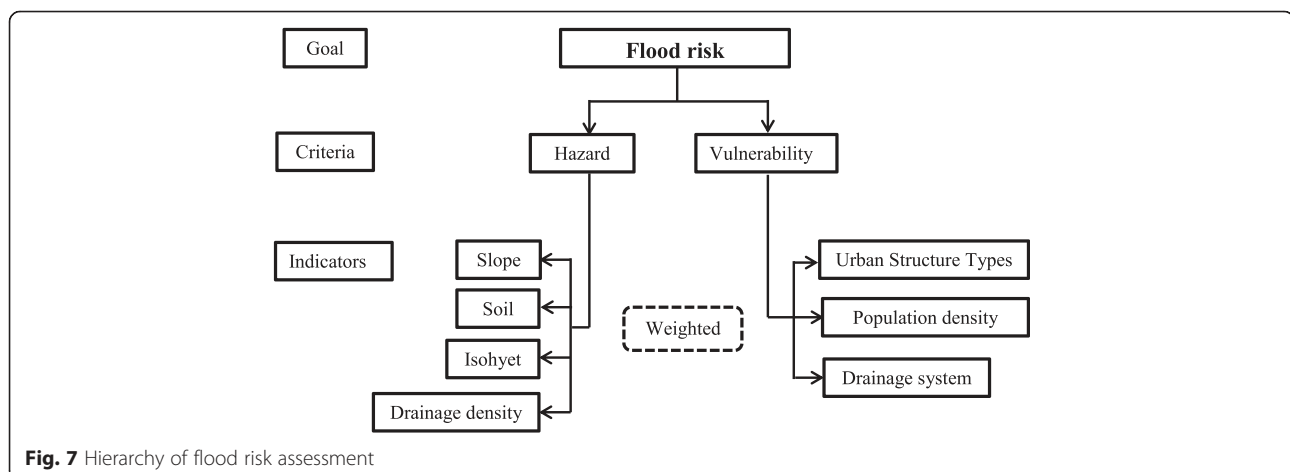 Goal
Flood risk
Criteria
Hazard
Vulnerability
Indicators
Slope
Soil
Isohyet
Drainage density
Weighted
Urban Structure Types
Population density
Drainage system
Fig. 7 Hierarchy of flood risk assessment